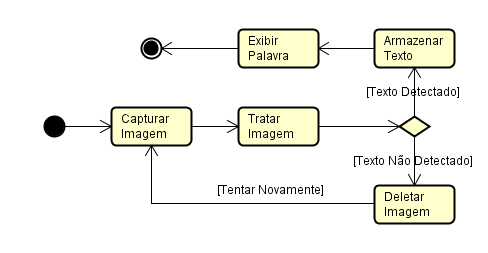 Exibir
Palavra
Armazenar
Texto
[Texto Detectado]
Capturar
Imagem
Tratar
Imagem
[Texto Não Detectado]
[Tentar Novamente]
Deletar
Imagem